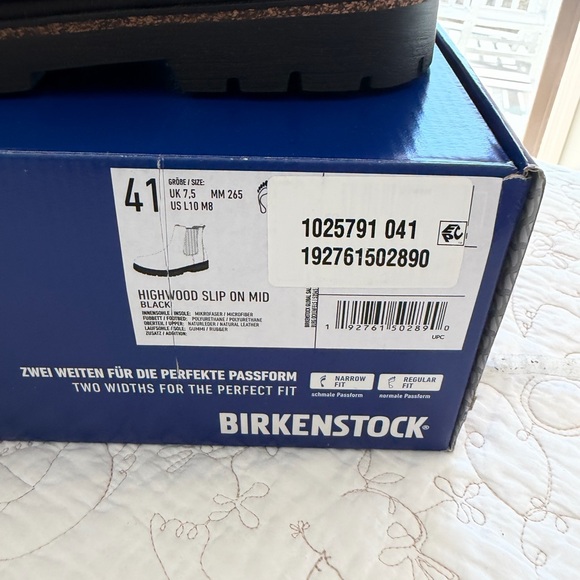 41
GRÖßE / SIZE:
UK 7,5 MM 265
US L10 M8
1025791 041
192761502890
HIGHWOOD SLIP ON MID
BLACK
INNENSOHLE / INSOLE: MIKROFASER / MICROFIBER
FUßBETT / FOOTBED: POLYURETHANE / POLYURETHANE
OBERTEIL / UPPER: NATURLEDER / NATURAL LEATHER
LAUFSOHLE / SOLE: GUMMI / RUBBER
ZUSATZ / ADDITION:
1 92761 50289 0
UPC
ZWEI WEITEN FÜR DIE PERFEKTE PASSFORM
TWO WIDTHS FOR THE PERFECT FIT
NARROW FIT
schmale Passform
REGULAR FIT
normale Passform
BIRKENSTOCK®